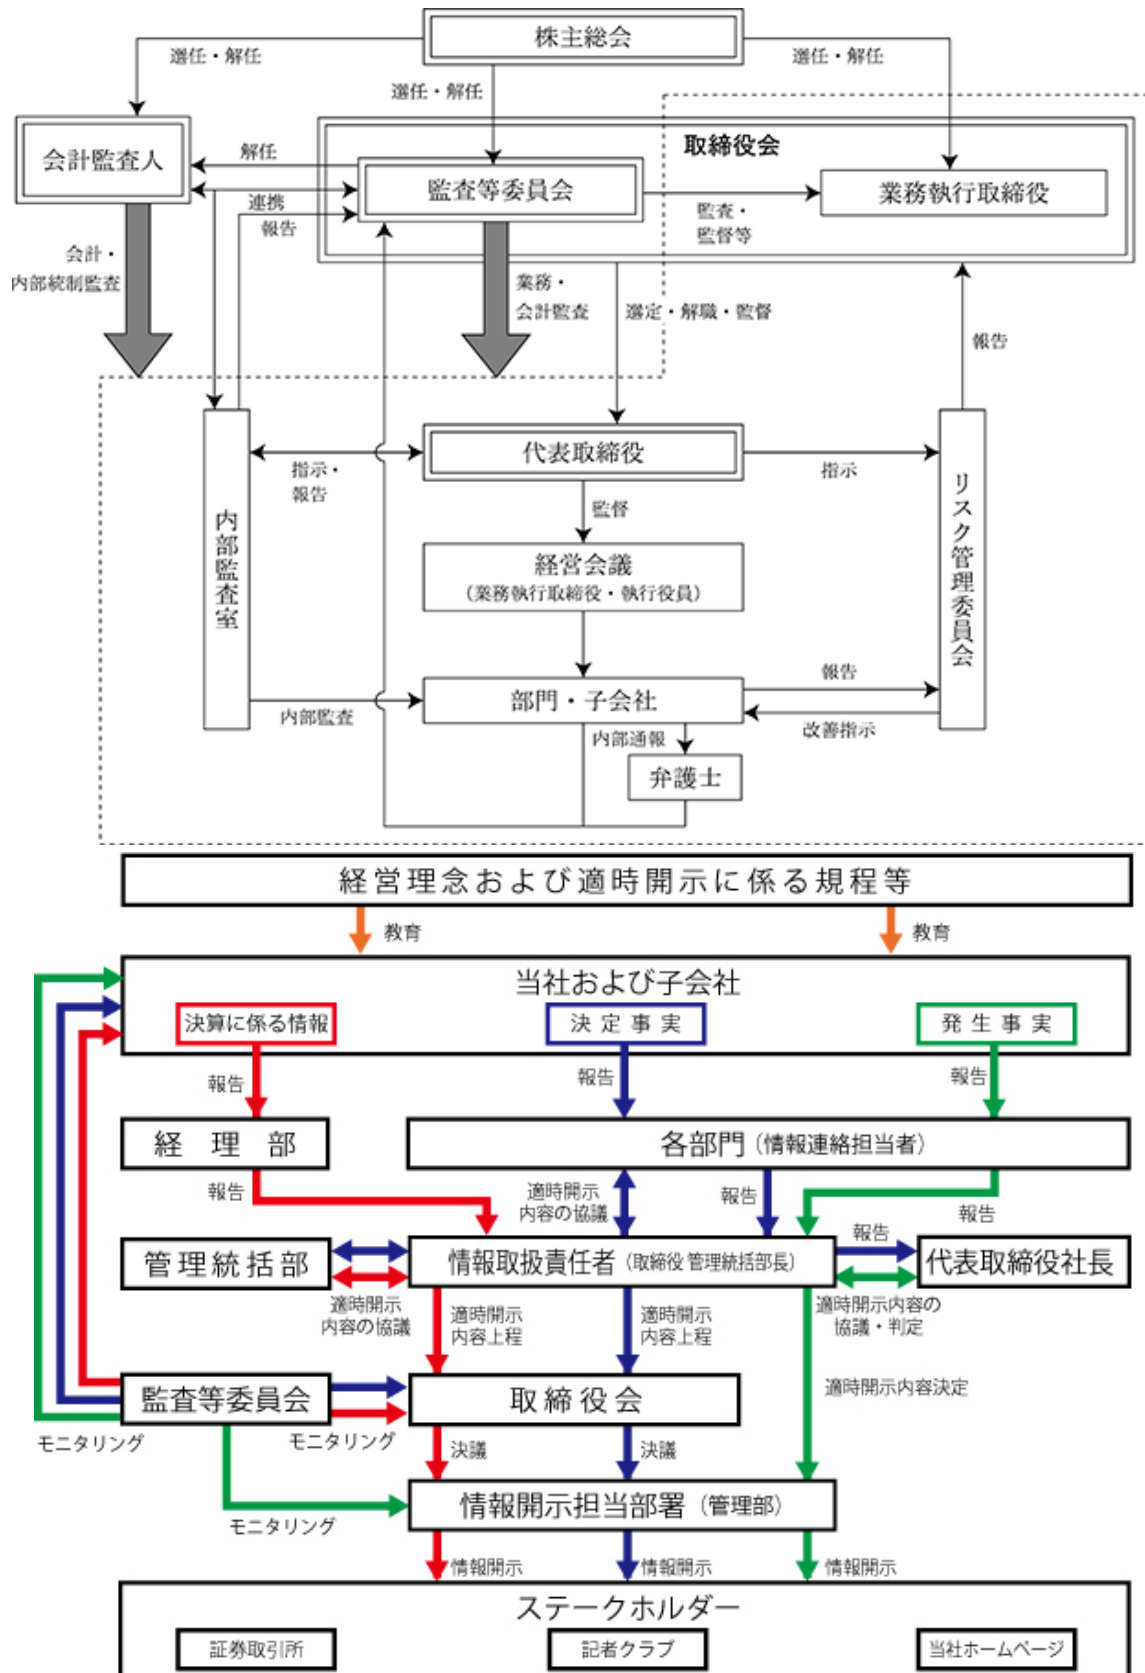 株主総会
選任・解任
選任・解任
選任・解任
会計監査人
解任
連携
報告
取締役会
監査等委員会
監査・
監督等
業務執行取締役
会計・
内部統制監査
業務・
会計監査
選定・解職・監督
報告
代表取締役
指示・
報告
指示
内部監査室
監督
経営会議
（業務執行取締役・執行役員）
リスク管理委員会
部門・子会社
報告
改善指示
内部監査
内部通報
弁護士
経営理念および適時開示に係る規程等
教育
教育
当社および子会社
決算に係る情報
決定事実
発生事実
報告
報告
報告
経理部
各部門（情報連絡担当者）
報告
適時開示
内容の協議
報告
報告
管理統括部
情報取扱責任者（取締役 管理統括部長）
報告
代表取締役社長
適時開示
内容の協議
適時開示
内容上程
適時開示
内容上程
適時開示内容の
協議・判定
監査等委員会
取締役会
適時開示内容決定
モニタリング
モニタリング
決議
決議
情報開示担当部署（管理部）
モニタリング
情報開示
情報開示
情報開示
ステークホルダー
証券取引所
記者クラブ
当社ホームページ